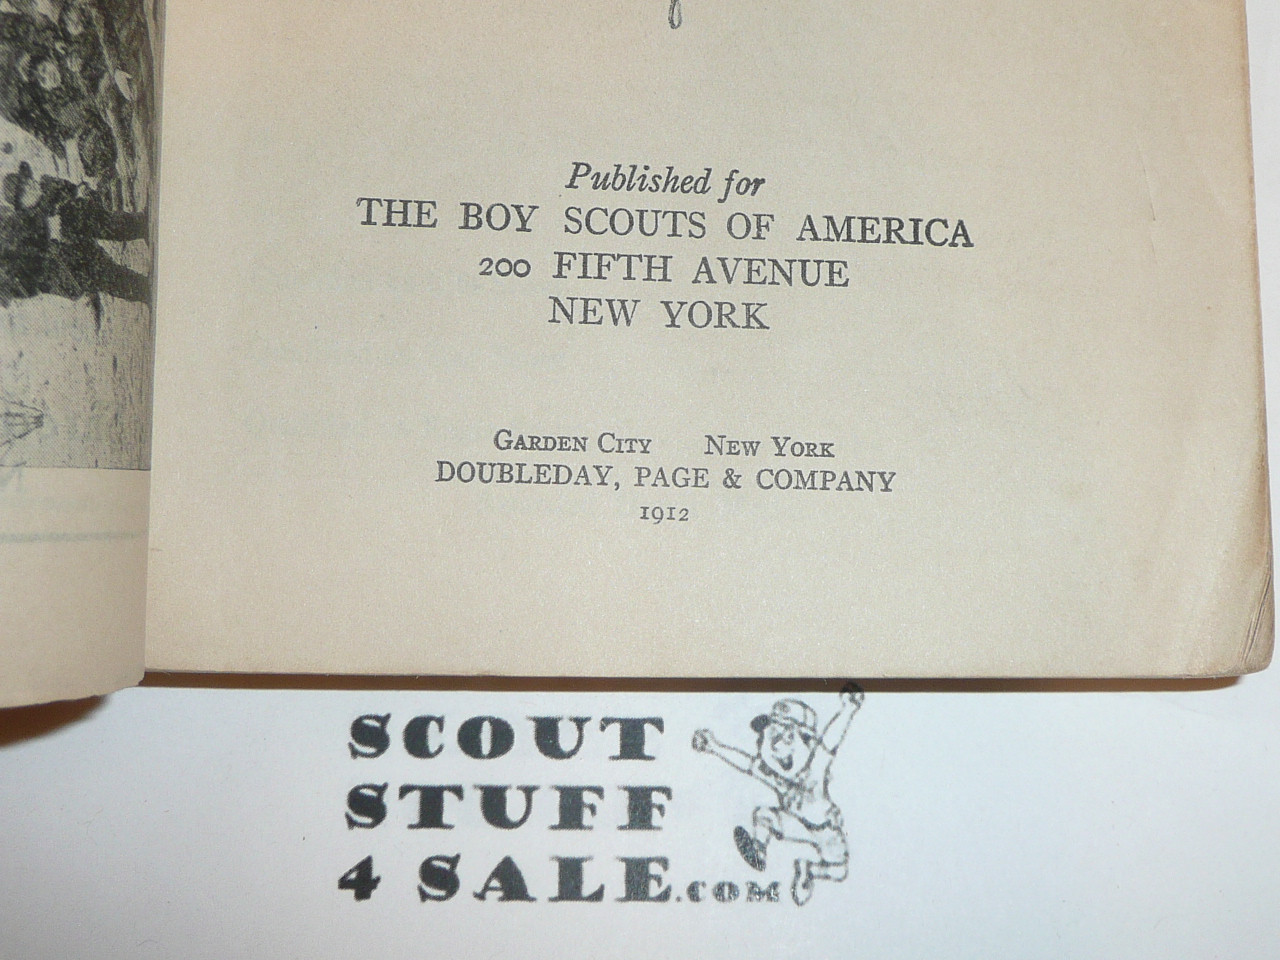 Published for
THE BOY SCOUTS OF AMERICA
200 FIFTH AVENUE
NEW YORK
GARDEN CITY NEW YORK
DOUBLEDAY, PAGE & COMPANY
1912
SCOUT
STUFF
4 SALE.COM